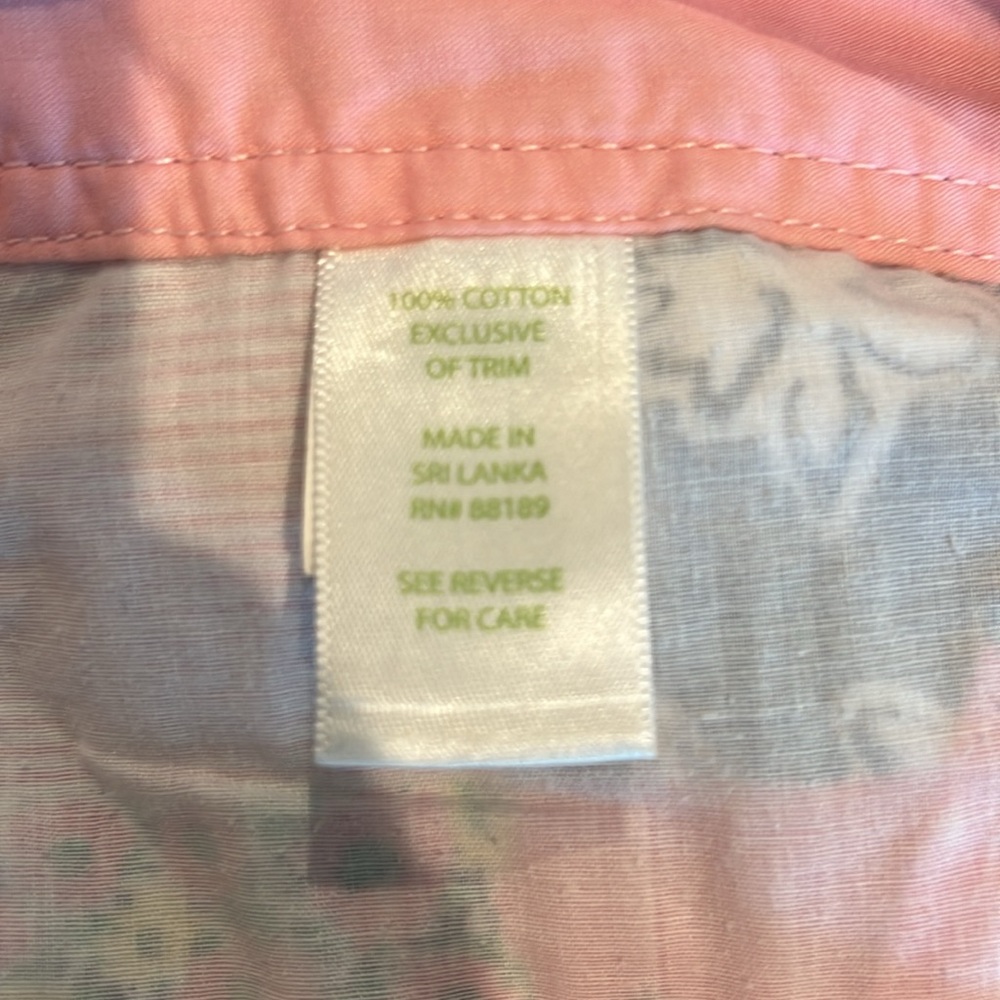 100% COTTON
EXCLUSIVE
OF TRIM
MADE IN
SRI LANKA
RN# 88189
SEE REVERSE
FOR CARE